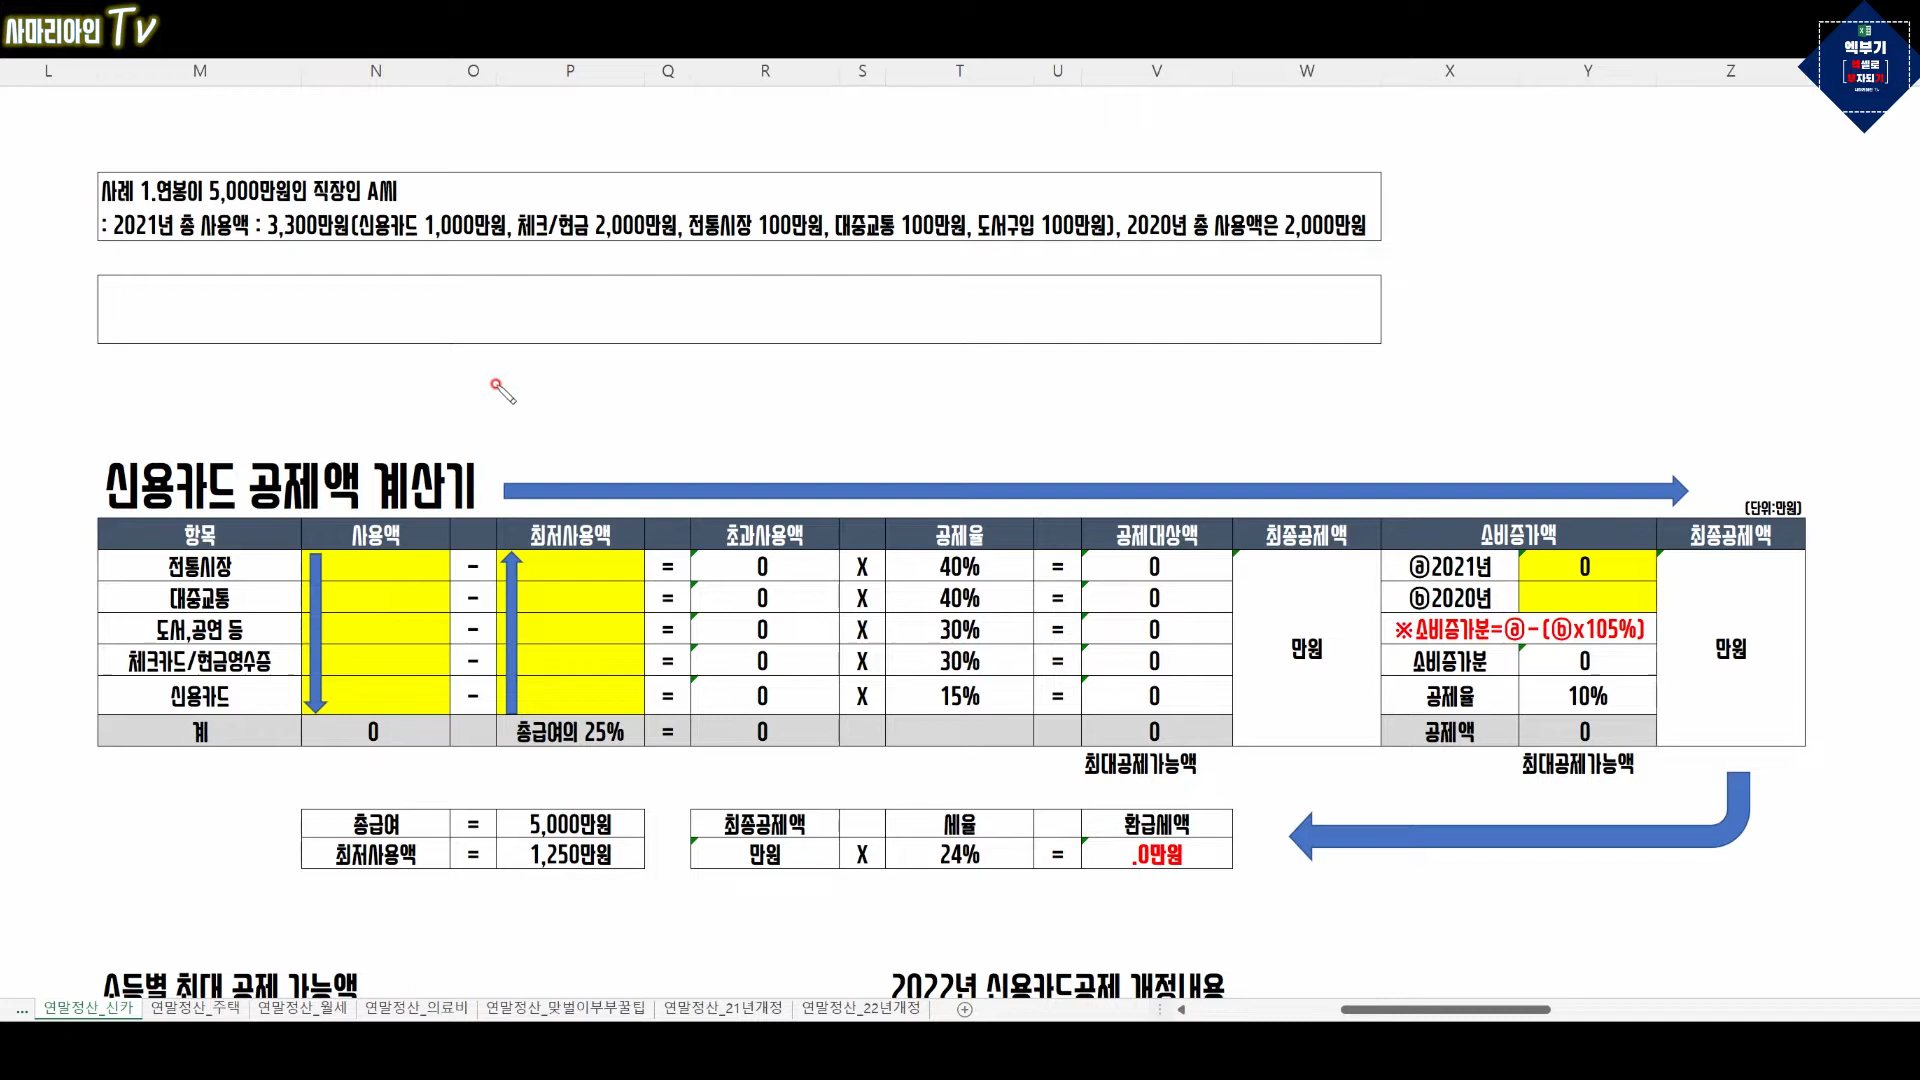 사마리아인 Tv
엑부기
엑셀로
부자되기
사마리아인 Tv
L M N O P Q R S T U V W X Y Z
사례 1.연봉이 5,000만원인 직장인 A씨
: 2021년 총 사용액 : 3,300만원(신용카드 1,000만원, 체크/현금 2,000만원, 전통시장 100만원, 대중교통 100만원, 도서구입 100만원), 2020년 총 사용액은 2,000만원
신용카드 공제액 계산기
(단위:만원)
항목 사용액 최저사용액 초과사용액 공제율 공제대상액 최종공제액 소비증가액 최종공제액
전통시장 - = 0 X 40% = 0 @2021년 0
대중교통 - = 0 X 40% = 0 ⓑ2020년
도서,공연 등 - = 0 X 30% = 0 만원 ※소비증가분=@-(ⓑx105%) 만원
체크카드/현금영수증 - = 0 X 30% = 0 소비증가분 0
신용카드 - = 0 X 15% = 0 공제율 10%
계 0 총급여의 25% = 0 0 공제액 0
최대공제가능액 최대공제가능액
총급여 = 5,000만원 최종공제액 세율 환급세액
최저사용액 = 1,250만원 만원 X 24% = .0만원
소득별 최대 공제 가능액 2022년 신용카드공제 개정내용
... 연말정산_신카 연말정산_주택 연말정산_월세 연말정산_의료비 연말정산_맞벌이부부꿀팁 연말정산_21년개정 연말정산_22년개정